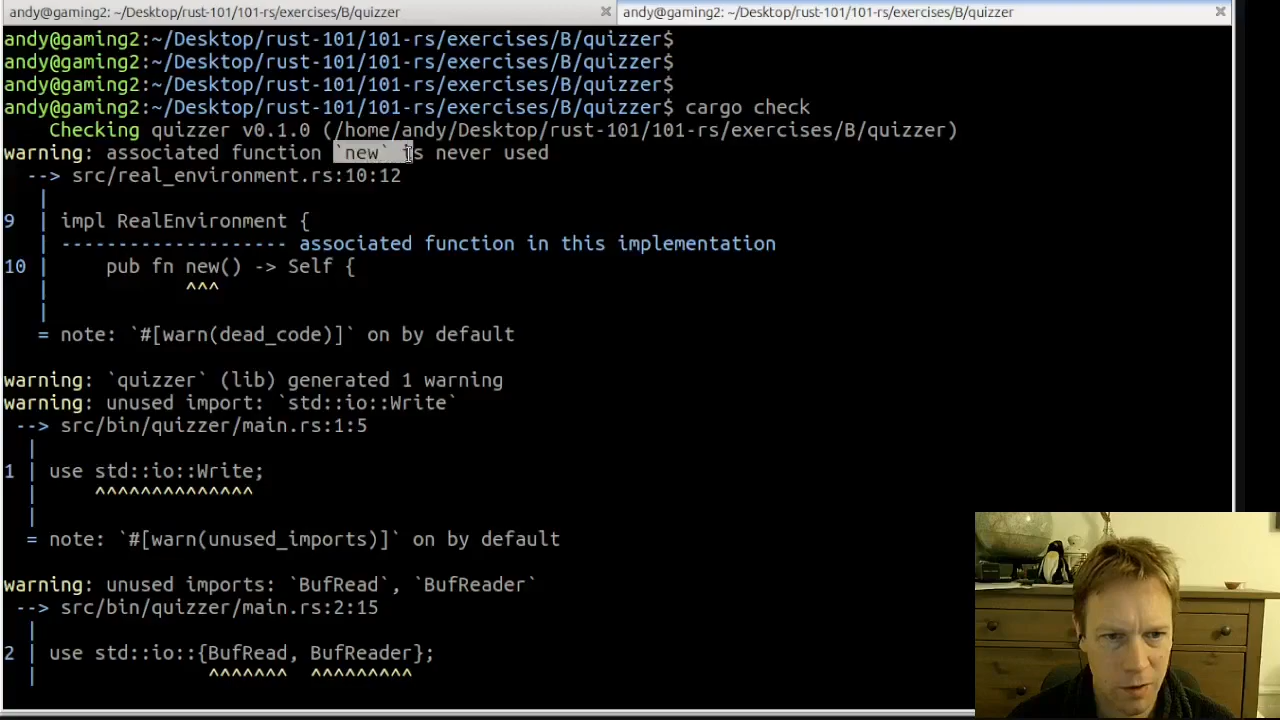 andy@gaming2: ~/Desktop/rust-101/101-rs/exercises/B/quizzer
andy@gaming2: ~/Desktop/rust-101/101-rs/exercises/B/quizzer
andy@gaming2:~/Desktop/rust-101/101-rs/exercises/B/quizzer$
andy@gaming2:~/Desktop/rust-101/101-rs/exercises/B/quizzer$
andy@gaming2:~/Desktop/rust-101/101-rs/exercises/B/quizzer$
andy@gaming2:~/Desktop/rust-101/101-rs/exercises/B/quizzer$ cargo check
    Checking quizzer v0.1.0 (/home/andy/Desktop/rust-101/101-rs/exercises/B/quizzer)
warning: associated function `new` is never used
  --> src/real_environment.rs:10:12
   |
9  | impl RealEnvironment {
   | -------------------- associated function in this implementation
10 |     pub fn new() -> Self {
   |            ^^^
   |
   = note: `#[warn(dead_code)]` on by default
warning: `quizzer` (lib) generated 1 warning
warning: unused import: `std::io::Write`
 --> src/bin/quizzer/main.rs:1:5
  |
1 | use std::io::Write;
  |     ^^^^^^^^^^^^^^
  |
  = note: `#[warn(unused_imports)]` on by default
warning: unused imports: `BufRead`, `BufReader`
 --> src/bin/quizzer/main.rs:2:15
  |
2 | use std::io::{BufRead, BufReader};
  |               ^^^^^^^  ^^^^^^^^^